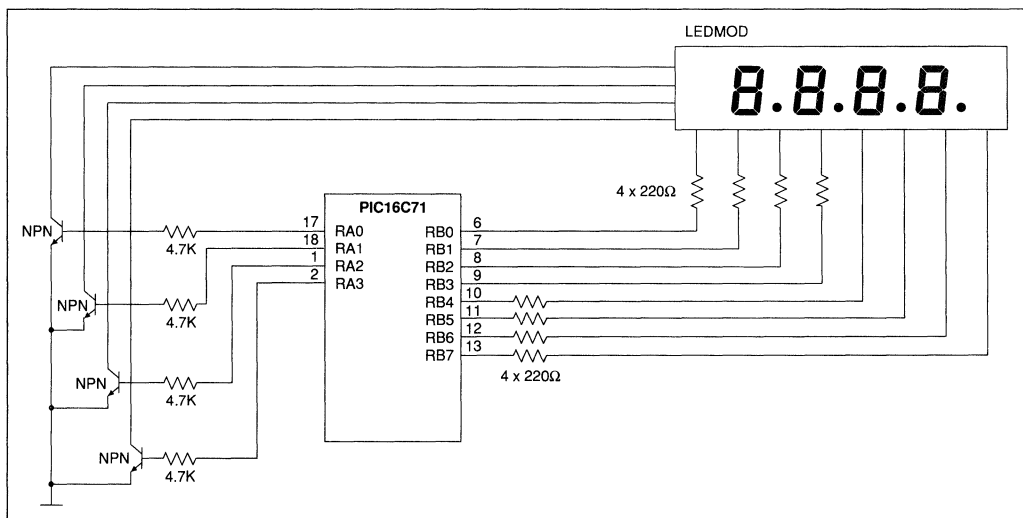 LEDMOD
8.8.8.8.
4 x 220Ω
PIC16C71
NPN
4.7K
17 RA0 RB0 6
18 RA1 RB1 7
1 RA2 RB2 8
2 RA3 RB3 9
RB4 10
RB5 11
RB6 12
RB7 13
NPN
4.7K
4 x 220Ω
NPN
4.7K
NPN
4.7K